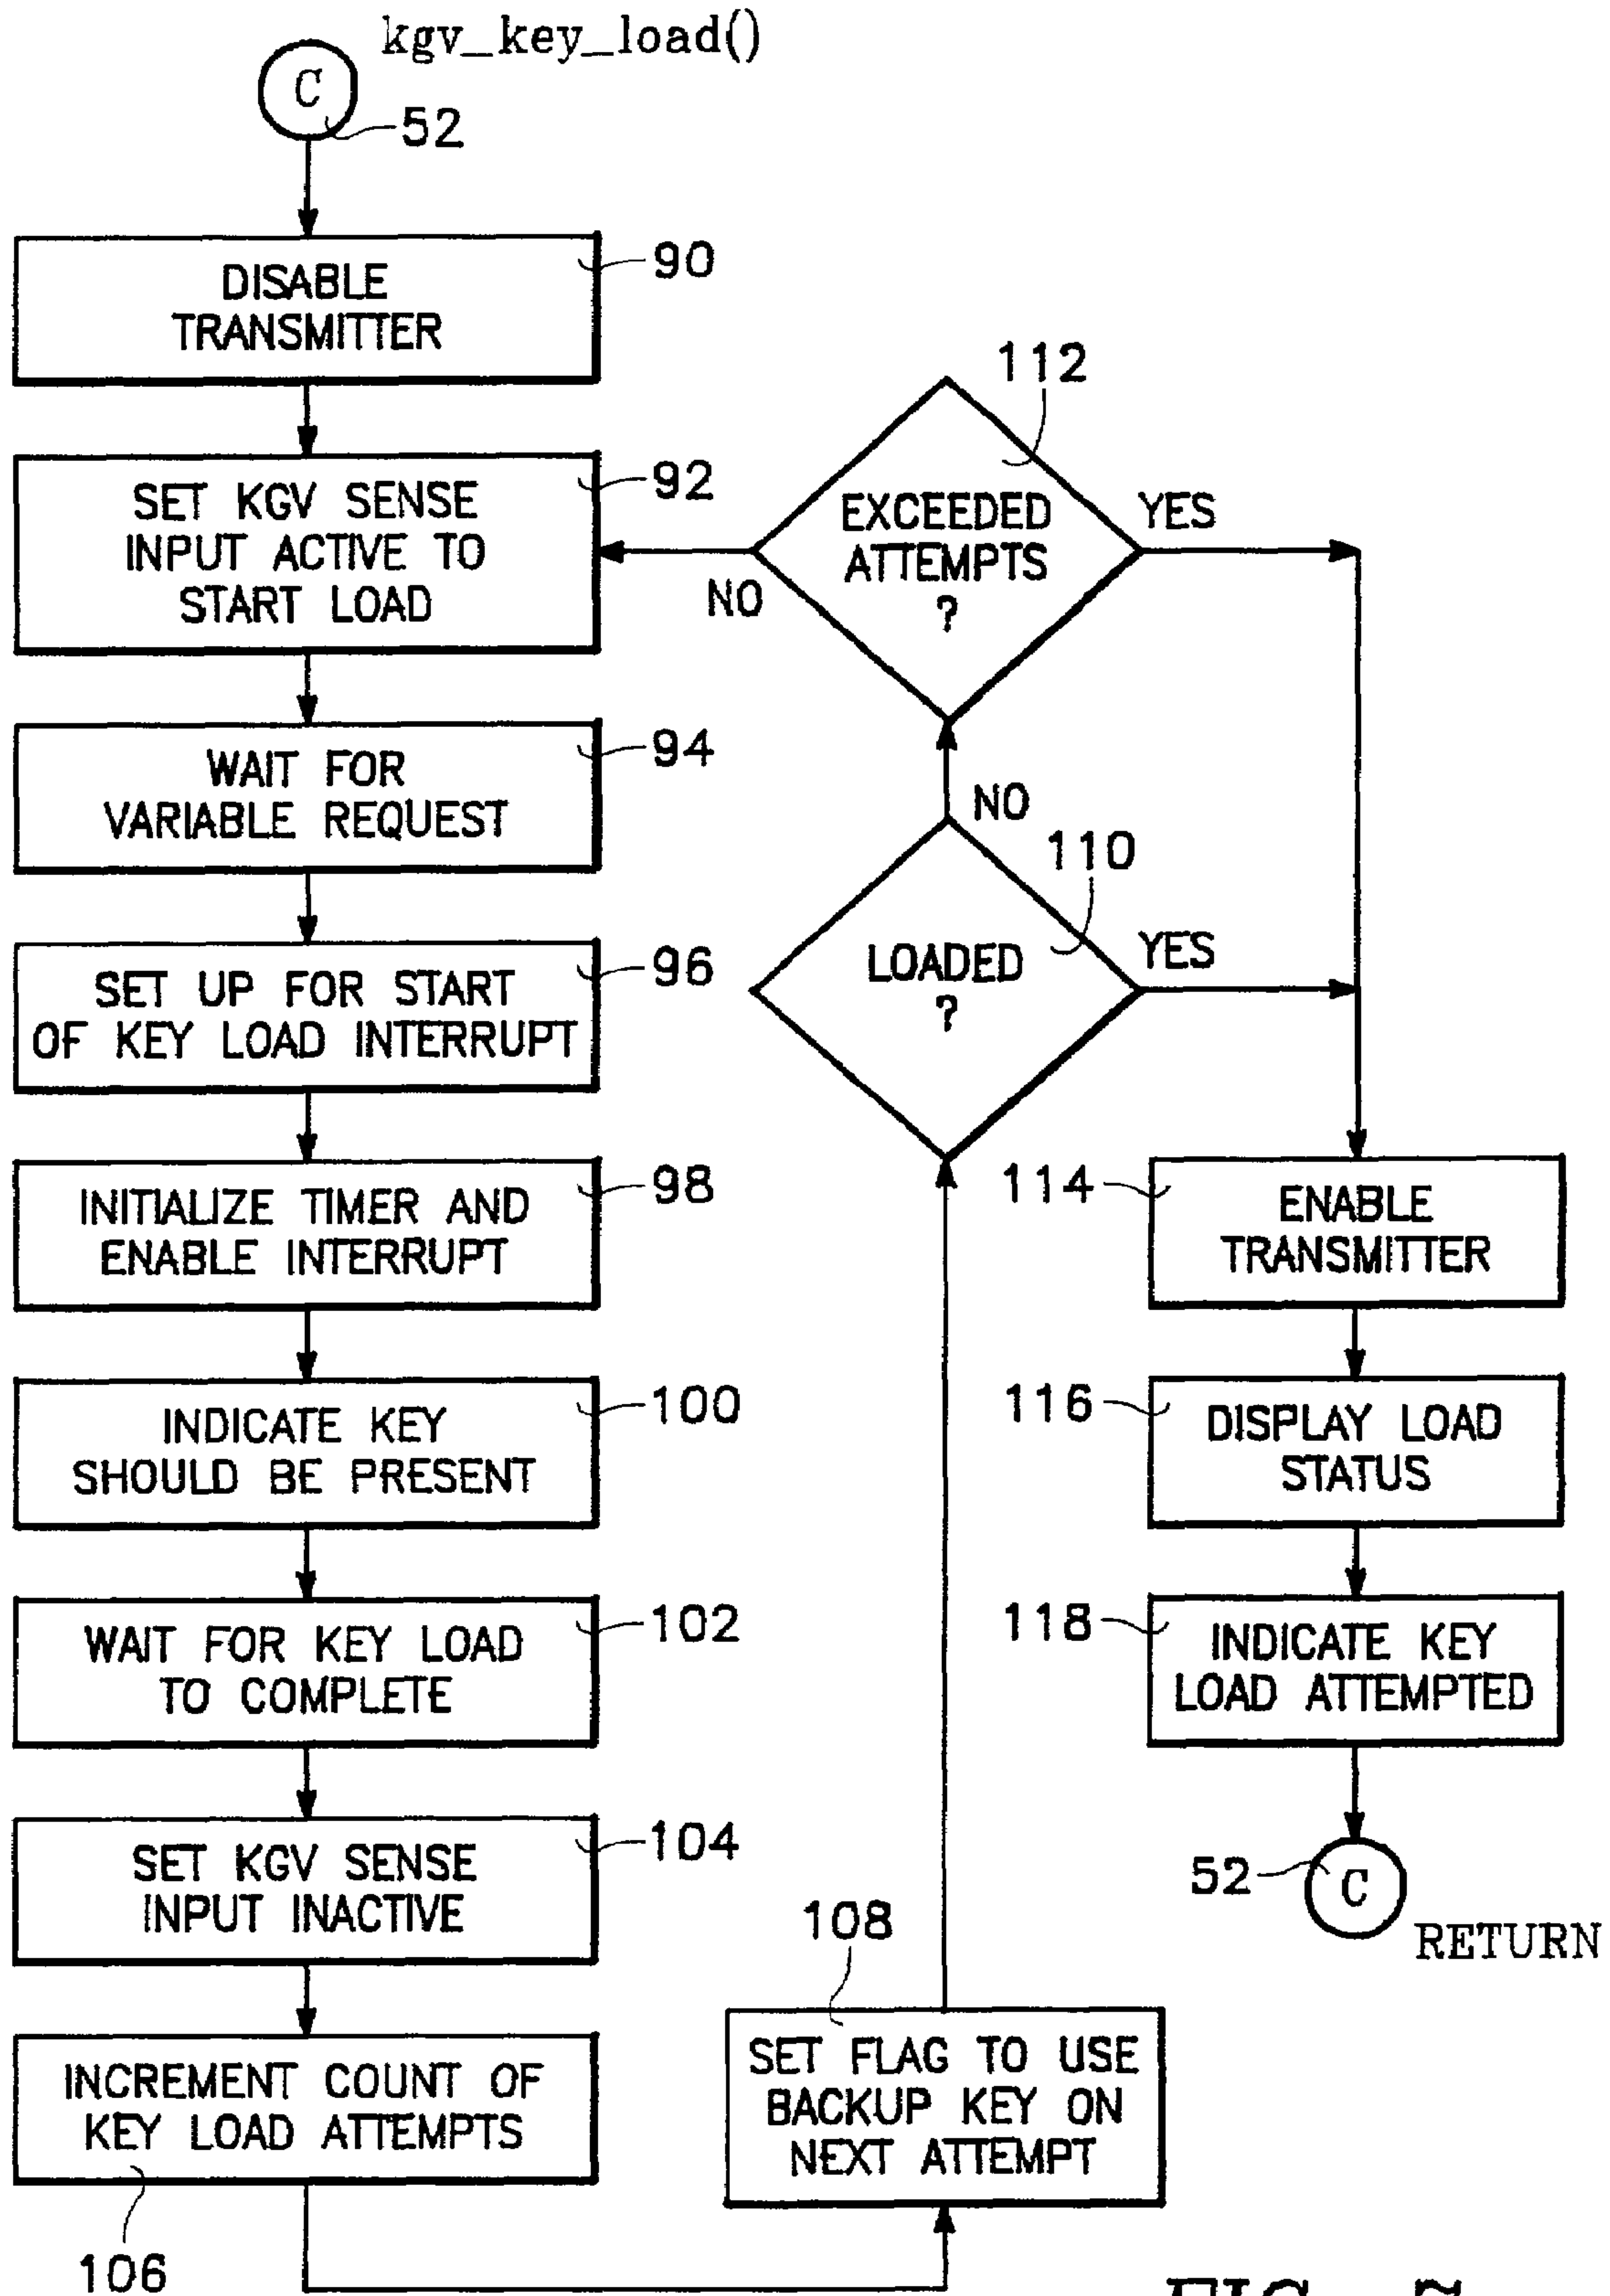 kgv_key_load()
C
52
DISABLE
TRANSMITTER
90
SET KGV SENSE
INPUT ACTIVE TO
START LOAD
92
WAIT FOR
VARIABLE REQUEST
94
SET UP FOR START
OF KEY LOAD INTERRUPT
96
INITIALIZE TIMER AND
ENABLE INTERRUPT
98
INDICATE KEY
SHOULD BE PRESENT
100
WAIT FOR KEY LOAD
TO COMPLETE
102
SET KGV SENSE
INPUT INACTIVE
104
INCREMENT COUNT OF
KEY LOAD ATTEMPTS
106
108
SET FLAG TO USE
BACKUP KEY ON
NEXT ATTEMPT
110
LOADED
?
YES
NO
112
EXCEEDED
ATTEMPTS
?
YES
NO
114
ENABLE
TRANSMITTER
116
DISPLAY LOAD
STATUS
118
INDICATE KEY
LOAD ATTEMPTED
52
C
RETURN